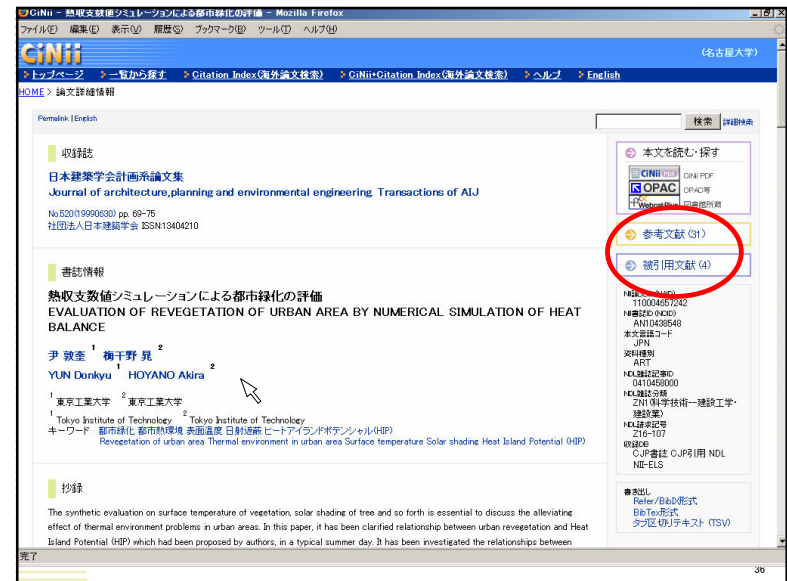 CiNii - 熱収支数値シミュレーションによる都市緑化の評価 - Mozilla Firefox
ファイル(F) 編集(E) 表示(V) 履歴(S) ブックマーク(B) ツール(T) ヘルプ(H)
CiNii
(名古屋大学)
トップページ 一覧から探す Citation Index(海外論文検索) CiNii+Citation Index(海外論文検索) ヘルプ English
HOME > 論文詳細情報
Permalink | English
検索 詳細検索
収録誌
日本建築学会計画系論文集
Journal of architecture,planning and environmental engineering. Transactions of AIJ
No.520(19990630) pp. 69-75
社団法人日本建築学会 ISSN:13404210
書誌情報
熱収支数値シミュレーションによる都市緑化の評価
EVALUATION OF REVEGETATION OF URBAN AREA BY NUMERICAL SIMULATION OF HEAT
BALANCE
尹 敦奎 1 梅干野 晁 2
YUN Donkyu 1 HOYANO Akira 2
1 東京工業大学 2 東京工業大学
1 Tokyo Institute of Technology 2 Tokyo Institute of Technology
キーワード 都市緑化 都市熱環境 表面温度 日射遮蔽 ヒートアイランドポテンシャル(HIP)
Revegetation of urban area Thermal environment in urban area Surface temperature Solar shading Heat Island Potential (HIP)
抄録
The synthetic evaluation on surface temperature of vegetation, solar shading of tree and so forth is essential to discuss the alleviating
effect of thermal environment problems in urban areas. In this paper, it has been clarified relationship between urban revegetation and Heat
Island Potential (HIP) which had been proposed by authors, in a typical summer day. It has been investigated the relationships between
本文を読む・探す
CiNii PDF CiNii PDF
OPAC OPAC等
Webcat Plus 図書館所蔵
参考文献 (31)
被引用文献 (4)
NII論文ID(NAID)
110004657242
NII書誌ID(NCID)
AN10438548
本文言語コード
JPN
資料種別
ART
NDL雑誌記事ID
0410458000
NDL雑誌分類
ZN1(科学技術--建設工学・
建設業)
NDL請求記号
Z16-107
収録DB
CJP書誌 CJP引用 NDL
NII-ELS
書き出し
Refer/BibIX形式
BibTex形式
タブ区切りテキスト (TSV)
完了
36